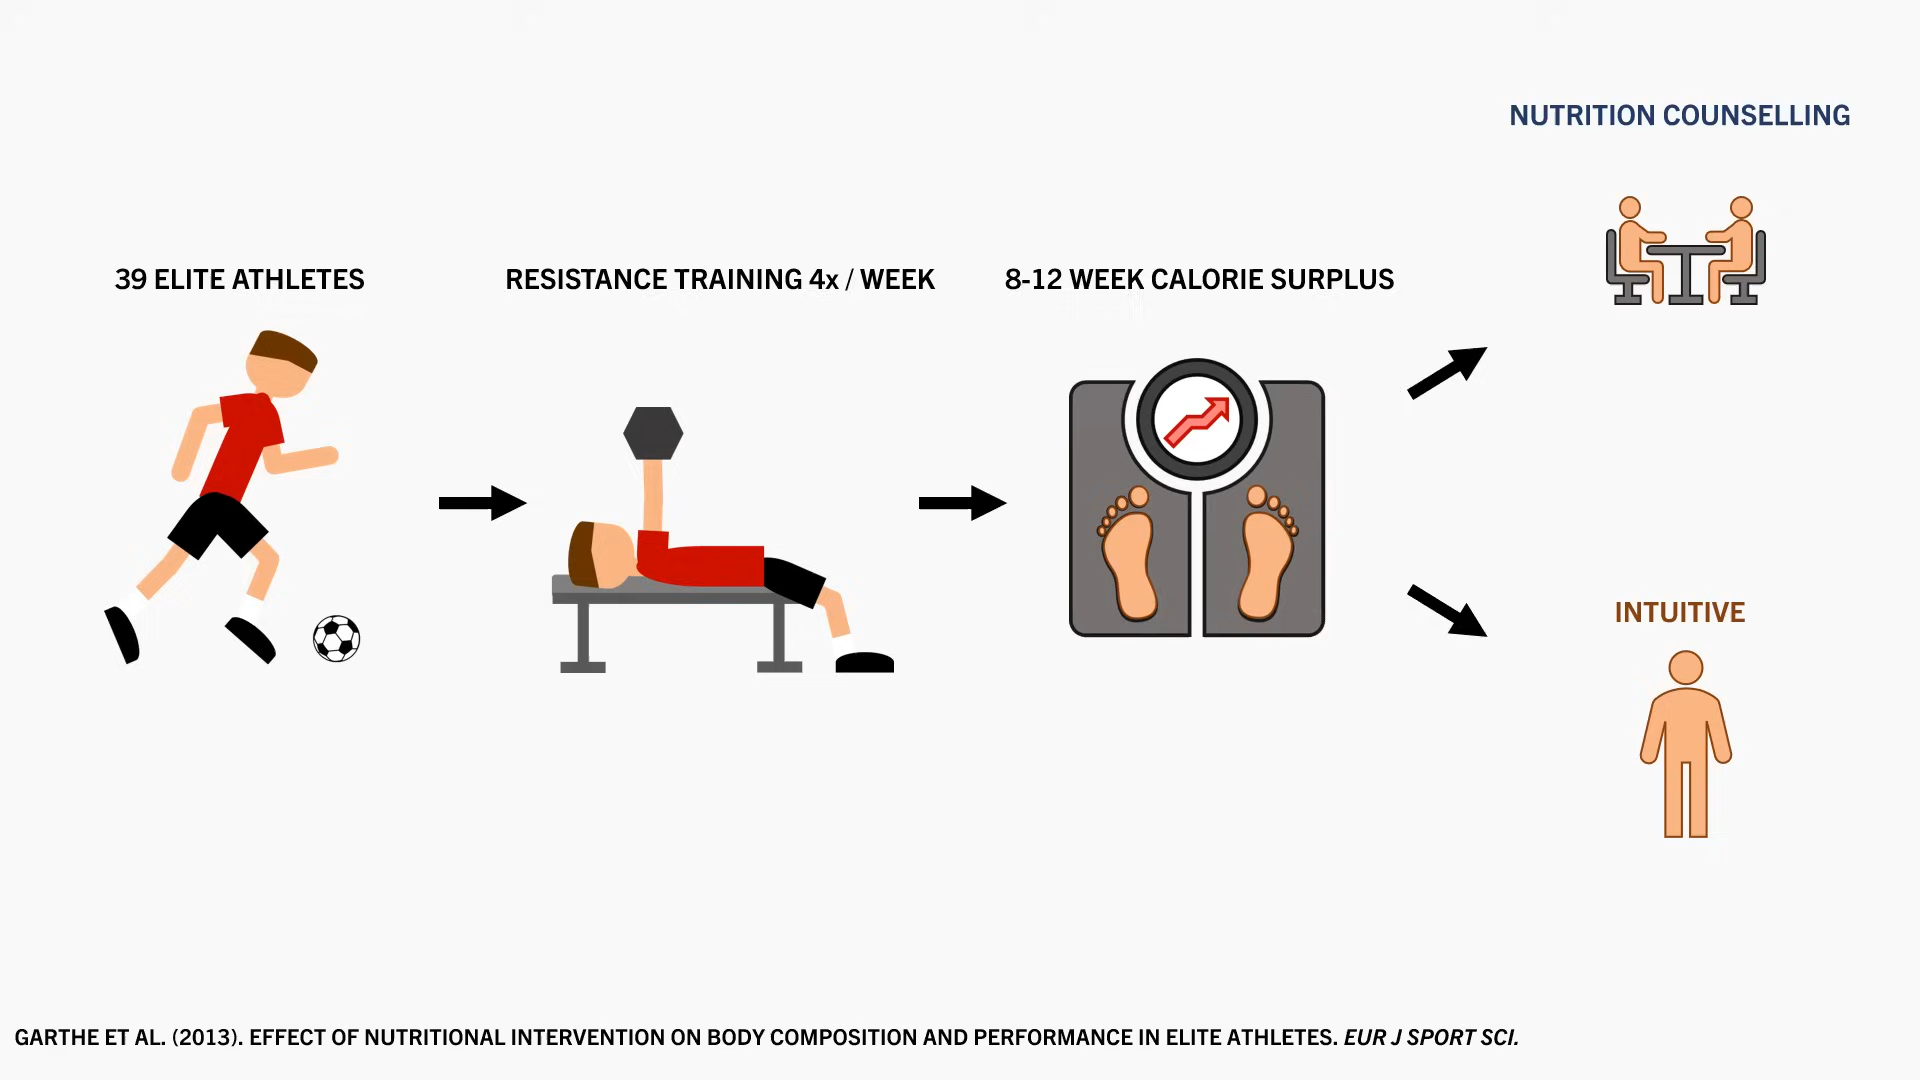 NUTRITION COUNSELLING
39 ELITE ATHLETES
RESISTANCE TRAINING 4x / WEEK
8-12 WEEK CALORIE SURPLUS
INTUITIVE
GARTHE ET AL. (2013). EFFECT OF NUTRITIONAL INTERVENTION ON BODY COMPOSITION AND PERFORMANCE IN ELITE ATHLETES. EUR J SPORT SCI.